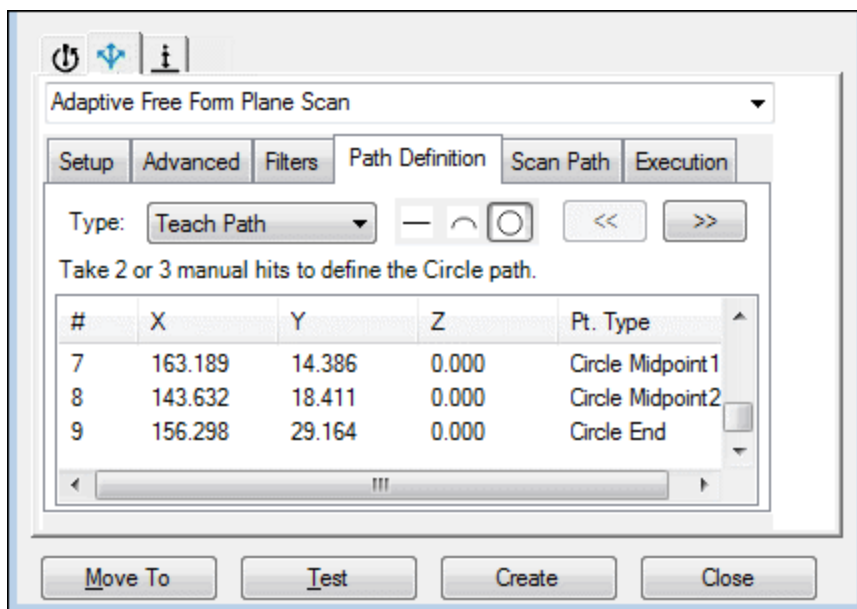 Adaptive Free Form Plane Scan
Setup Advanced Filters Path Definition Scan Path Execution
Type: Teach Path << >>
Take 2 or 3 manual hits to define the Circle path.
# X Y Z Pt. Type
7 163.189 14.386 0.000 Circle Midpoint1
8 143.632 18.411 0.000 Circle Midpoint2
9 156.298 29.164 0.000 Circle End
Move To Test Create Close